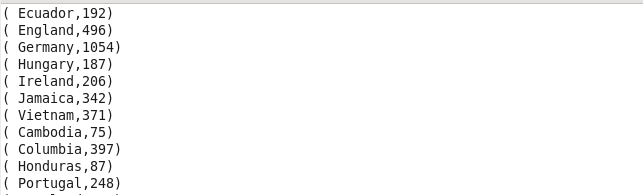 ( Ecuador,192)
( England,496)
( Germany,1054)
( Hungary,187)
( Ireland,206)
( Jamaica,342)
( Vietnam,371)
( Cambodia,75)
( Columbia,397)
( Honduras,87)
( Portugal,248)